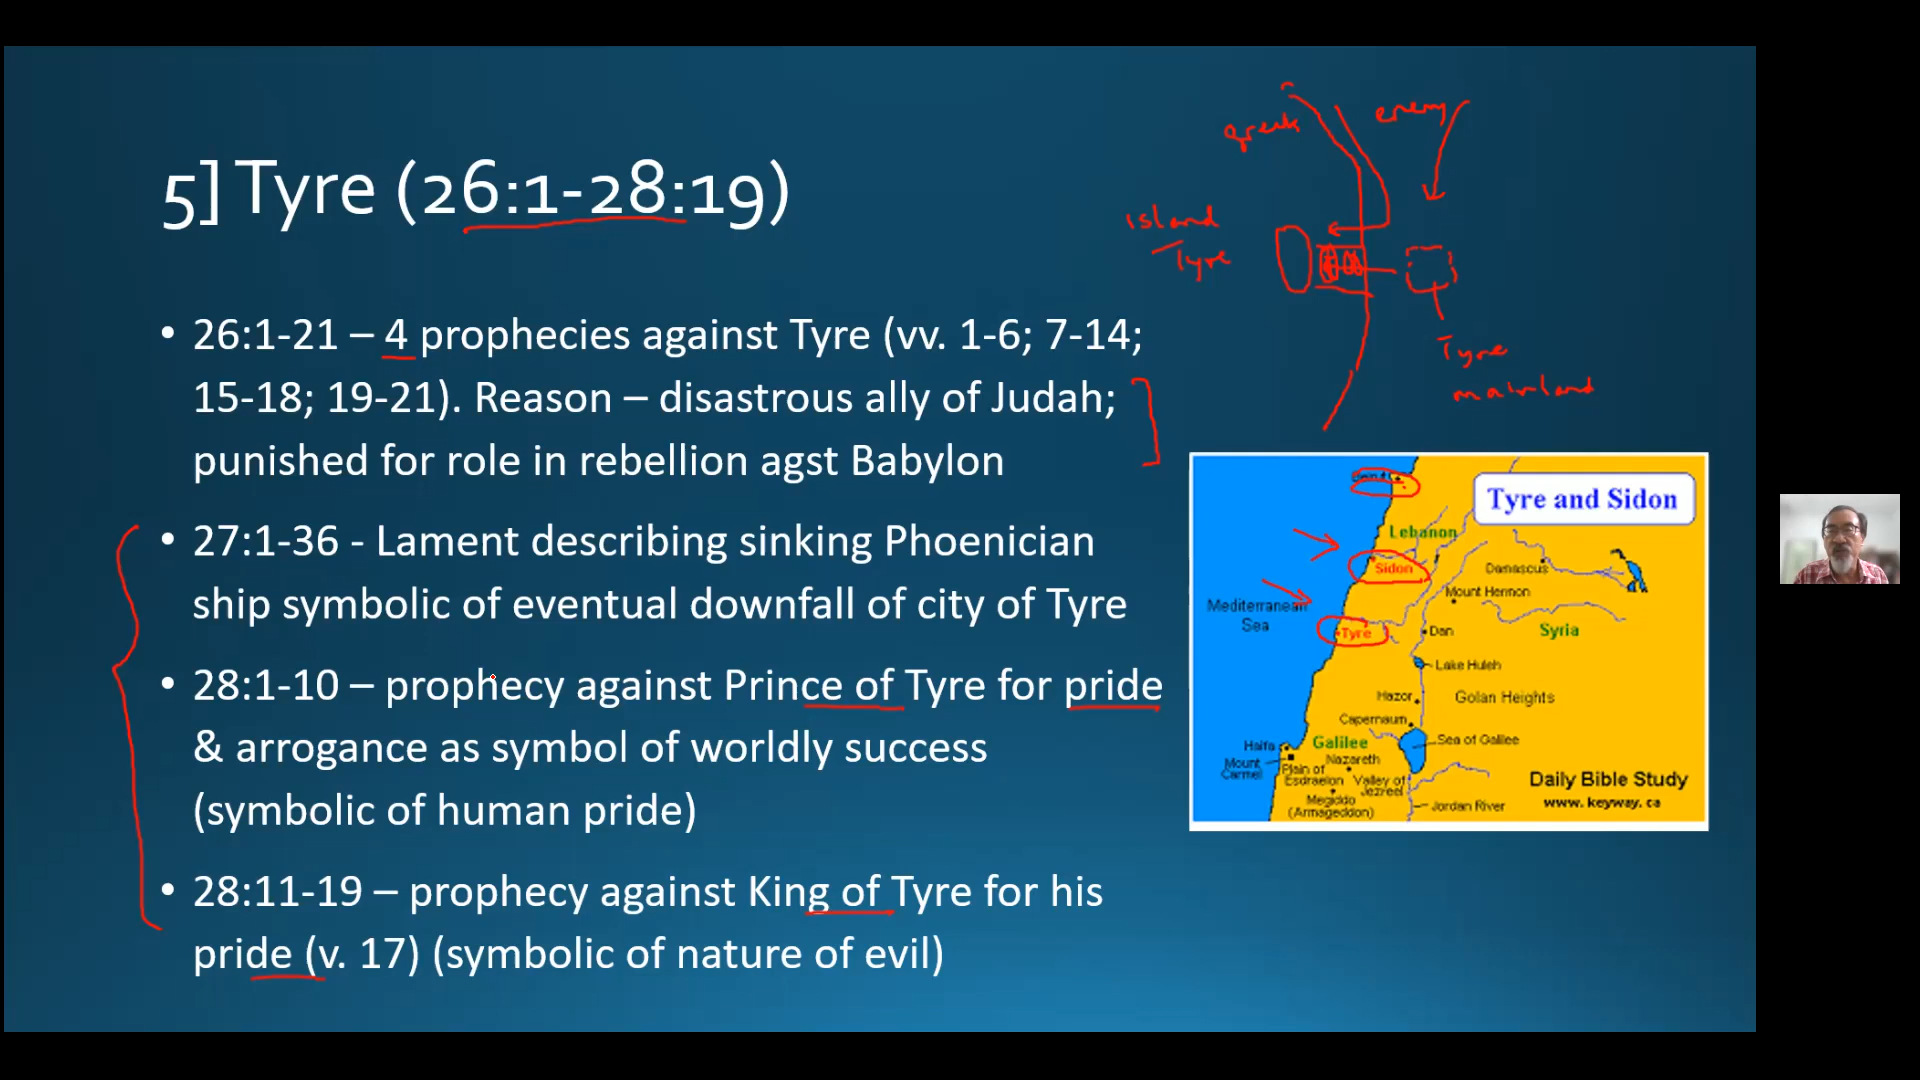 5] Tyre (26:1-28:19)
• 26:1-21 – 4 prophecies against Tyre (vv. 1-6; 7-14;
15-18; 19-21). Reason – disastrous ally of Judah;
punished for role in rebellion agst Babylon
• 27:1-36 - Lament describing sinking Phoenician
ship symbolic of eventual downfall of city of Tyre
• 28:1-10 – prophecy against Prince of Tyre for pride
& arrogance as symbol of worldly success
(symbolic of human pride)
• 28:11-19 – prophecy against King of Tyre for his
pride (v. 17) (symbolic of nature of evil)
enemy
island
Tyre
Tyre
mainland
Tyre and Sidon
Lebanon
Sidon
Damascus
Mount Hermon
Mediterranean
Sea
Tyre
Dan
Syria
Lake Huleh
Hazor
Golan Heights
Capernaum
Sea of Galilee
Haifa
Galilee
Mount
Carmel
Nazareth
Plain of
Esdraelon
Valley of
Jezreel
Megiddo
(Armageddon)
Jordan River
Daily Bible Study
www.keyway.ca